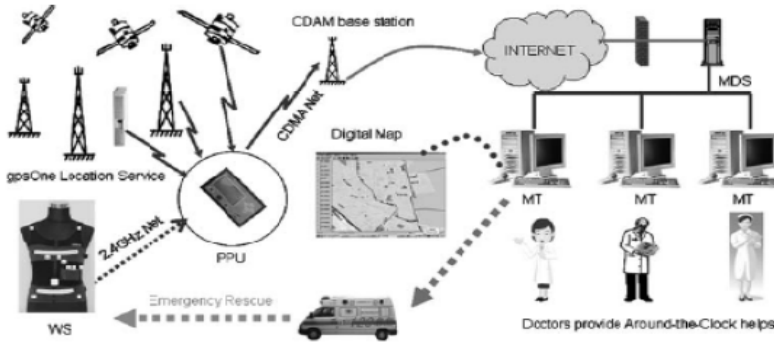 CDAM base station
INTERNET
MDS
CDMA Net
Digital Map
gpsOne Location Service
PPU
MT
MT
MT
2.4GHz Net
WS
Emergency Rescue
Doctors provide Around-the-Clock helps